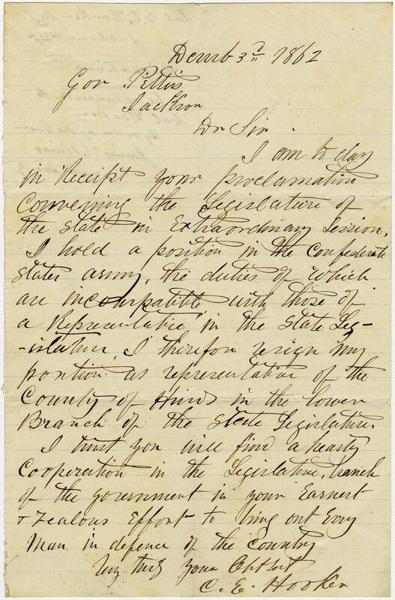 Decmb 3rd 1862
Gov Pettus
Jackson
Dr Sir
I am to day
in receipt your proclamation
convening the Legislature of
the state in Extraordinary Session.
I hold a position in the Confederate
states army, the duties of which
are incompatible with those of
a Representative in the State Leg-
-islature, I therefore resign my
position as representative of the
County of Hinds in the lower
Branch of the state Legislature.
I trust you will find a hearty
cooperation in the Legislative branch
of the government in your Earnest
& Zealous Effort to bring out Every
man in defence of the Country
Very truly your Obt svt
C. E. Hooker